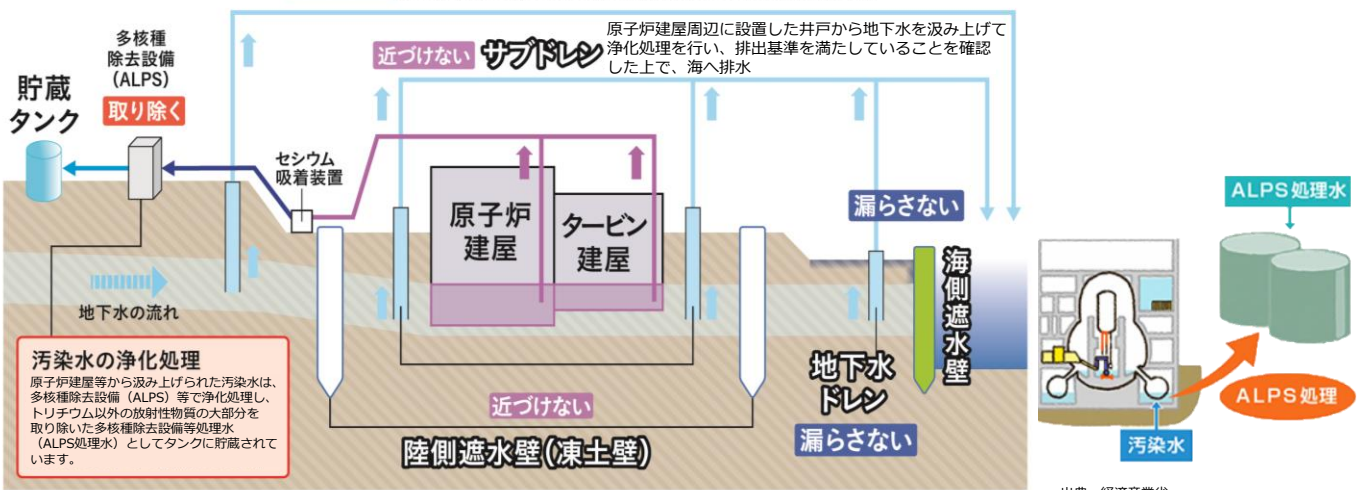 多核種
除去設備
(ALPS)
取り除く
貯蔵
タンク
近づけない
サブドレン
原子炉建屋周辺に設置した井戸から地下水を汲み上げて
浄化処理を行い、排出基準を満たしていることを確認
した上で、海へ排水
セシウム
吸着装置
原子炉
建屋
タービン
建屋
漏らさない
海側遮水壁
地下水の流れ
汚染水の浄化処理
原子炉建屋等から汲み上げられた汚染水は、
多核種除去設備（ALPS）等で浄化処理し、
トリチウム以外の放射性物質の大部分を
取り除いた多核種除去設備等処理水
（ALPS処理水）としてタンクに貯蔵されて
います。
近づけない
陸側遮水壁(凍土壁)
地下水
ドレン
漏らさない
ALPS処理水
ALPS処理
汚染水